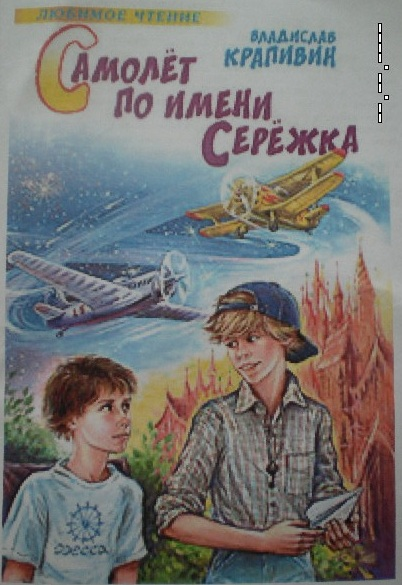 ЛЮБИМОЕ ЧТЕНИЕ
ВЛАДИСЛАВ
КРАПИВИН
САМОЛЁТ
ПО ИМЕНИ
СЕРЁЖКА
ОДЕССА